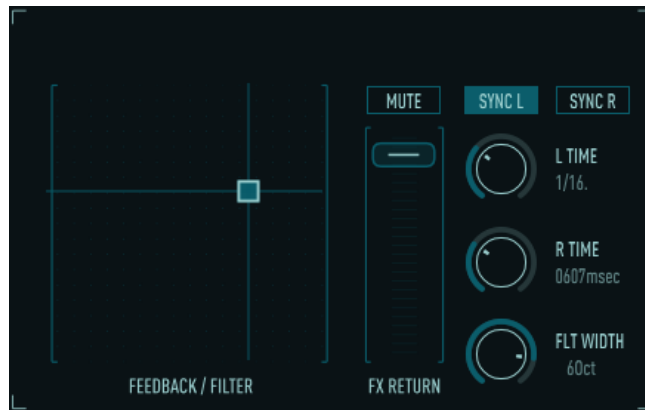 MUTE
SYNC L
SYNC R
L TIME
1/16.
R TIME
0607msec
FLT WIDTH
60ct
FEEDBACK / FILTER
FX RETURN